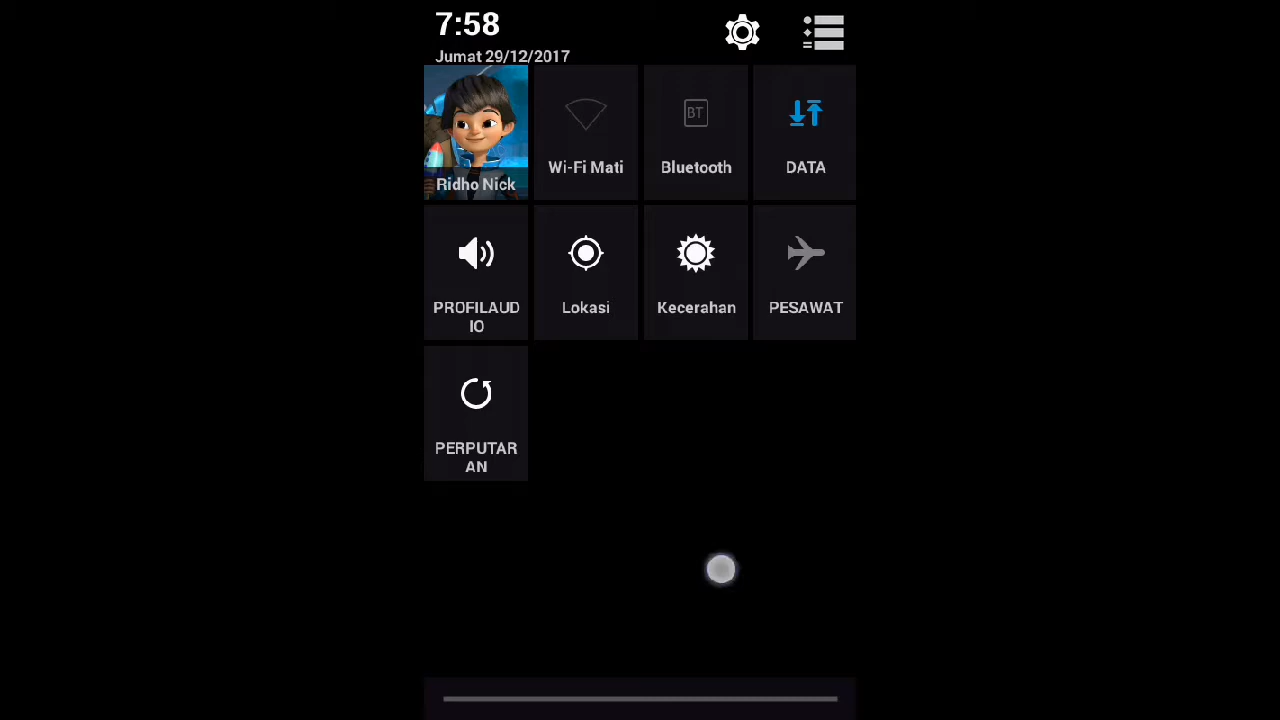 7:58
Jumat 29/12/2017
Ridho Nick
Wi-Fi Mati
BT
Bluetooth
DATA
PROFILAUD
IO
Lokasi
Kecerahan
PESAWAT
PERPUTAR
AN